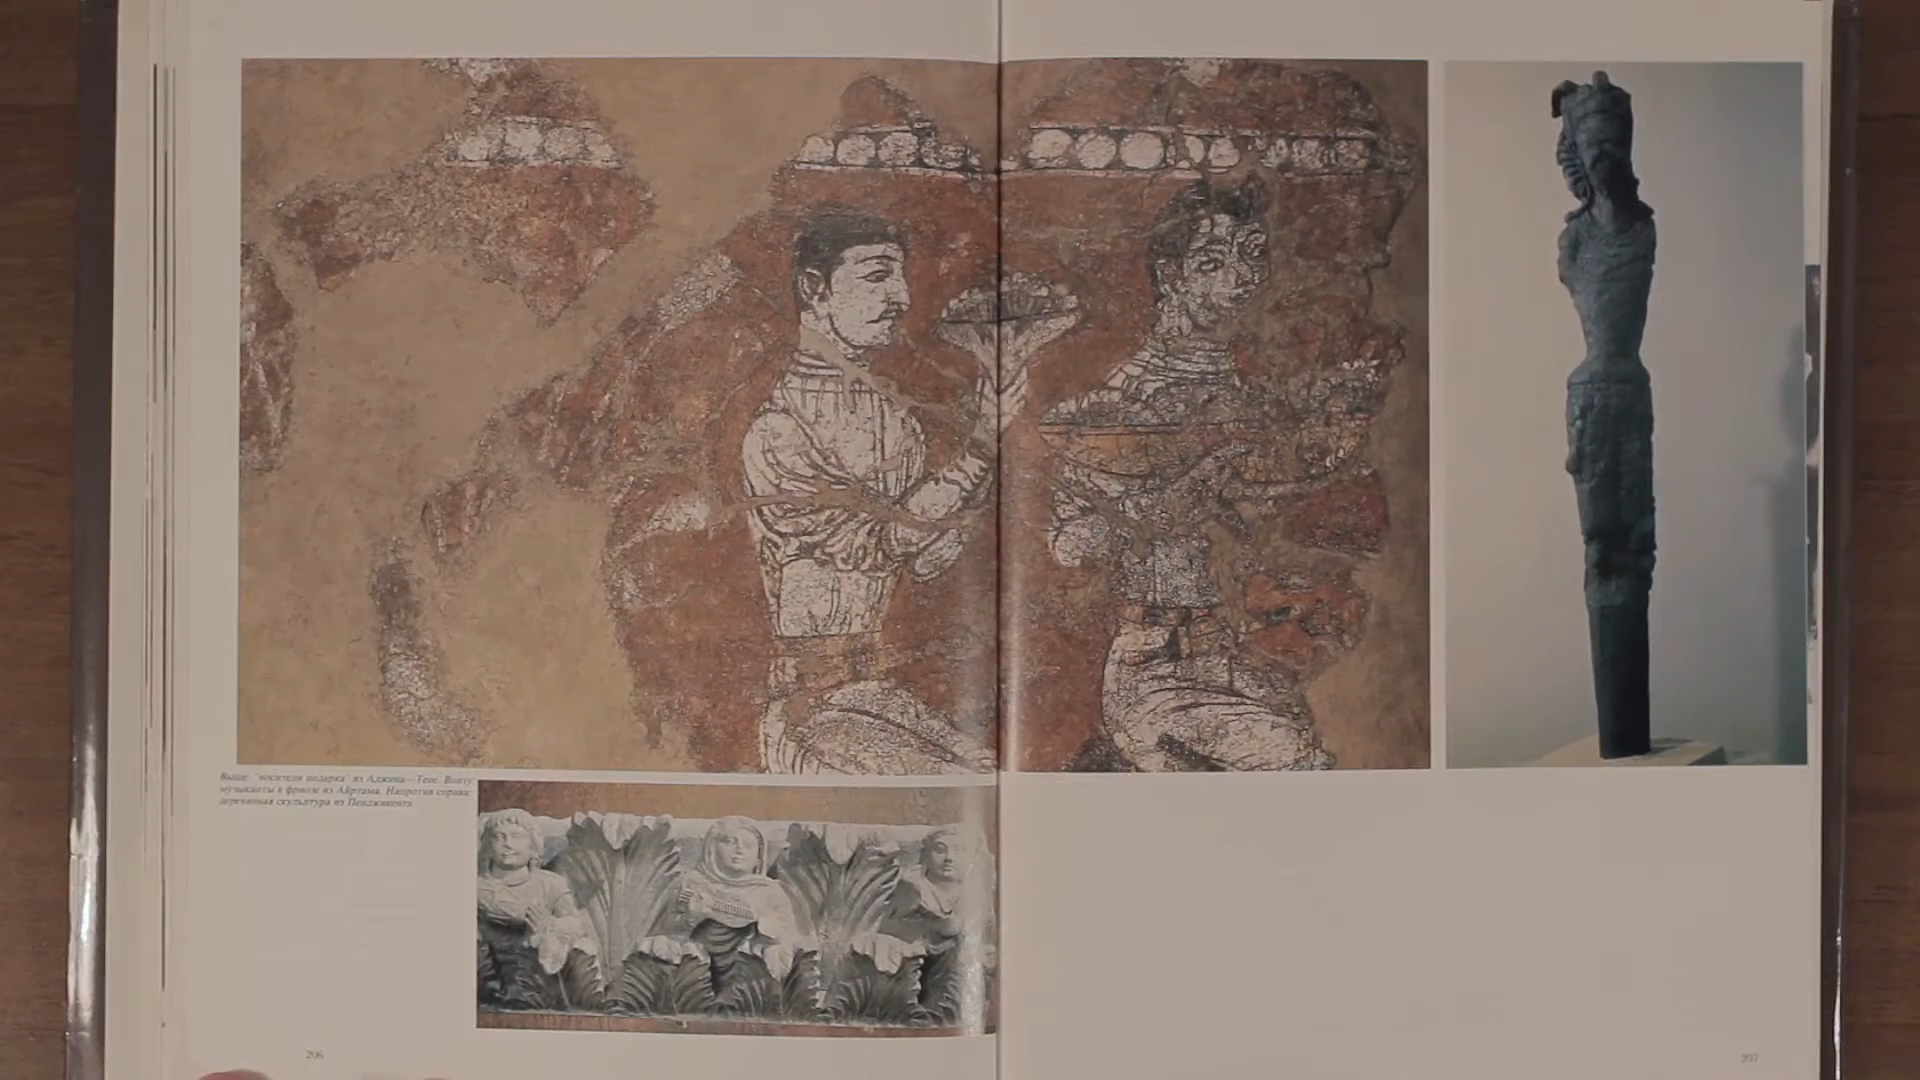 Выше: "носители подарка" из Аджина—Тепе. Внизу:
музыканты в фризе из Айртама. Напротив справа:
деревянная скульптура из Пенджикента.
206
207